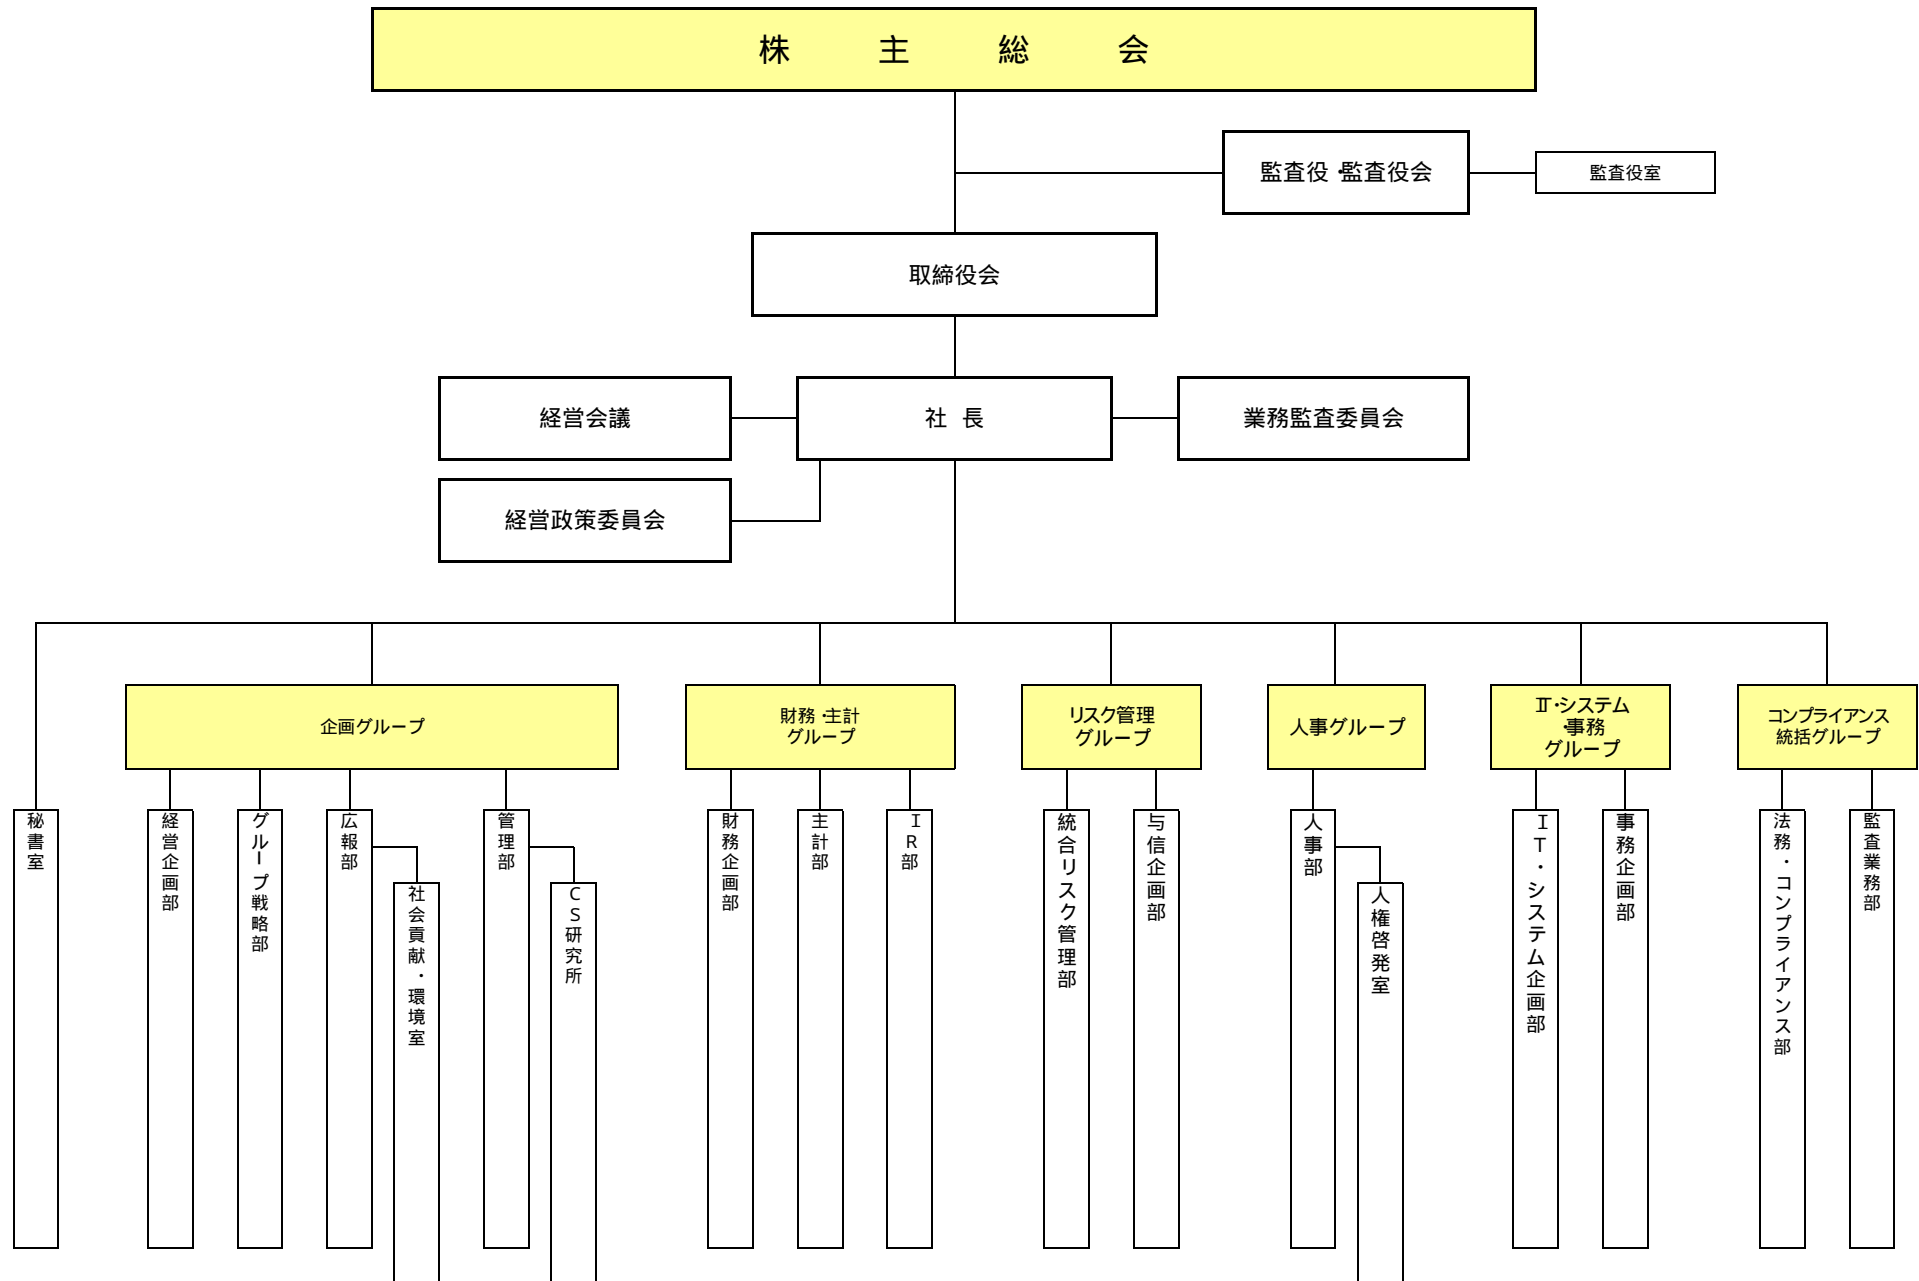 株主総会
監査役・監査役会
監査役室
取締役会
経営会議
社長
業務監査委員会
経営政策委員会
企画グループ
財務・主計
グループ
リスク管理
グループ
人事グループ
IT・システム
・事務
グループ
コンプライアンス
統括グループ
秘書室
経営企画部
グループ戦略部
広報部
社会貢献・環境室
管理部
CS研究所
財務企画部
主計部
IR部
統合リスク管理部
与信企画部
人事部
人権啓発室
IT・システム企画部
事務企画部
法務・コンプライアンス部
監査業務部